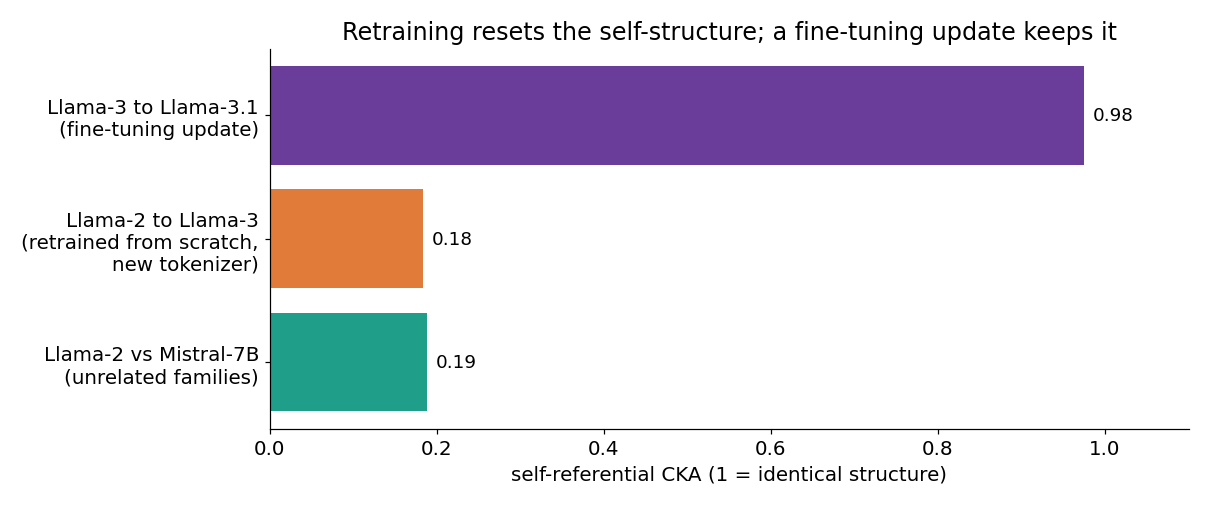 Retraining resets the self-structure; a fine-tuning update keeps it
Llama-3 to Llama-3.1
(fine-tuning update)
0.98
Llama-2 to Llama-3
(retrained from scratch,
new tokenizer)
0.18
Llama-2 vs Mistral-7B
(unrelated families)
0.19
0.0 0.2 0.4 0.6 0.8 1.0
self-referential CKA (1 = identical structure)